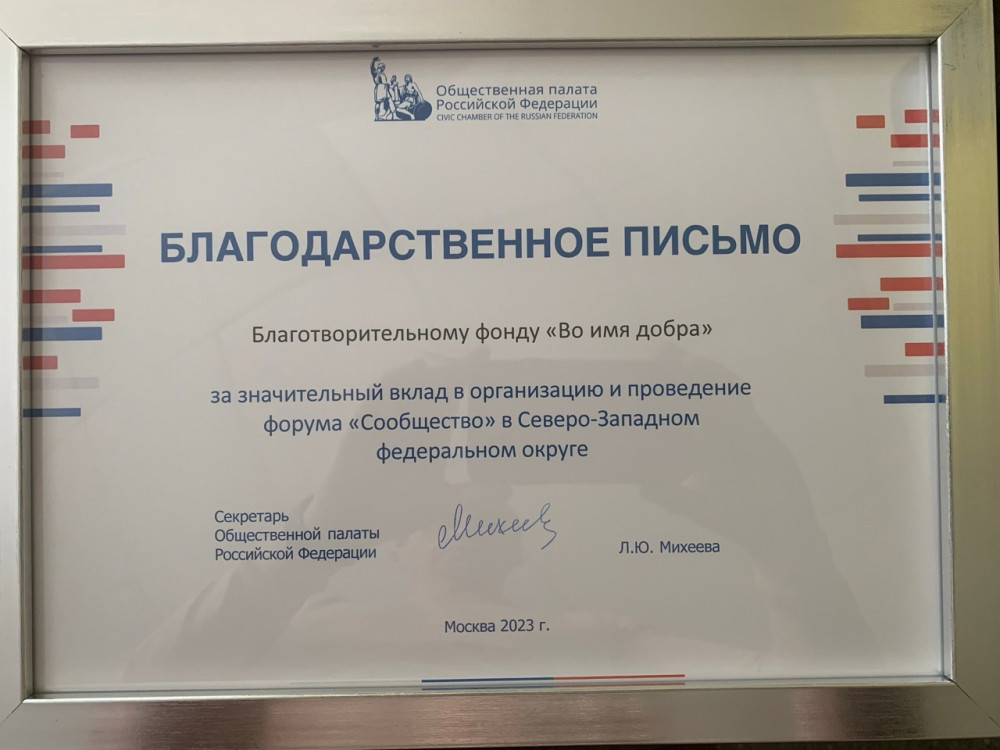 Общественная палата
Российской Федерации
CIVIC CHAMBER OF THE RUSSIAN FEDERATION
БЛАГОДАРСТВЕННОЕ ПИСЬМО
Благотворительному фонду «Во имя добра»
за значительный вклад в организацию и проведение
форума «Сообщество» в Северо-Западном
федеральном округе
Секретарь
Общественной палаты
Российской Федерации
Михеев
Л.Ю. Михеева
Москва 2023 г.